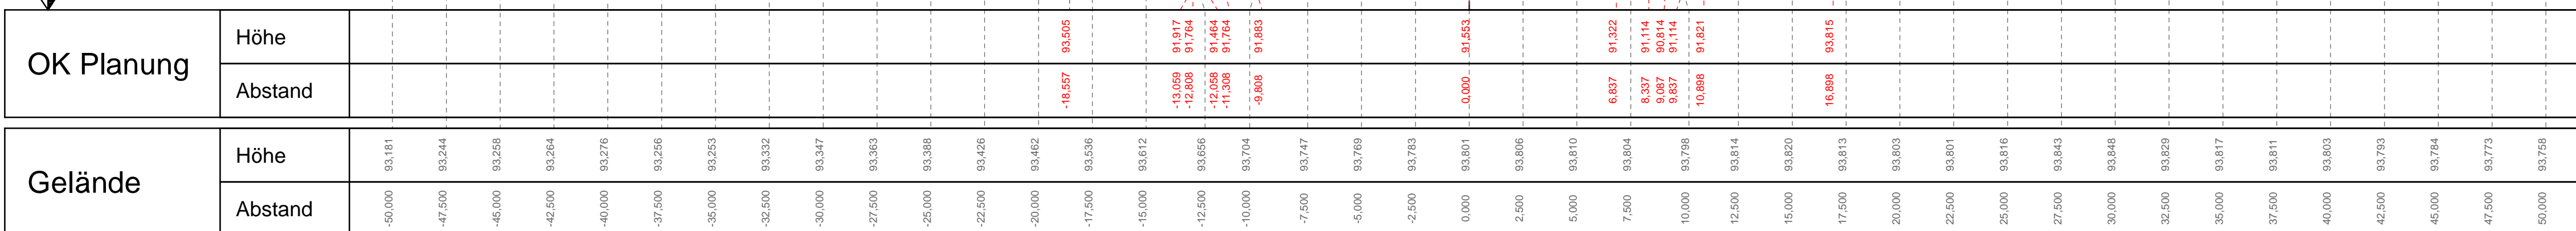 OK Planung
Höhe
93,505 91,917 91,764 91,464 91,764 91,883 91,553 91,322 91,114 90,814 91,114 91,821 93,815
Abstand
-18,557 -13,059 -12,808 -12,058 -11,308 -9,808 0,000 6,837 8,337 9,087 9,837 10,898 16,898
Gelände
Höhe
93,181 93,244 93,258 93,264 93,276 93,256 93,253 93,332 93,347 93,363 93,388 93,426 93,462 93,536 93,612 93,656 93,704 93,747 93,769 93,783 93,801 93,806 93,810 93,804 93,798 93,814 93,820 93,813 93,803 93,801 93,816 93,843 93,848 93,829 93,817 93,811 93,803 93,793 93,784 93,773 93,758
Abstand
-50,000 -47,500 -45,000 -42,500 -40,000 -37,500 -35,000 -32,500 -30,000 -27,500 -25,000 -22,500 -20,000 -17,500 -15,000 -12,500 -10,000 -7,500 -5,000 -2,500 0,000 2,500 5,000 7,500 10,000 12,500 15,000 17,500 20,000 22,500 25,000 27,500 30,000 32,500 35,000 37,500 40,000 42,500 45,000 47,500 50,000